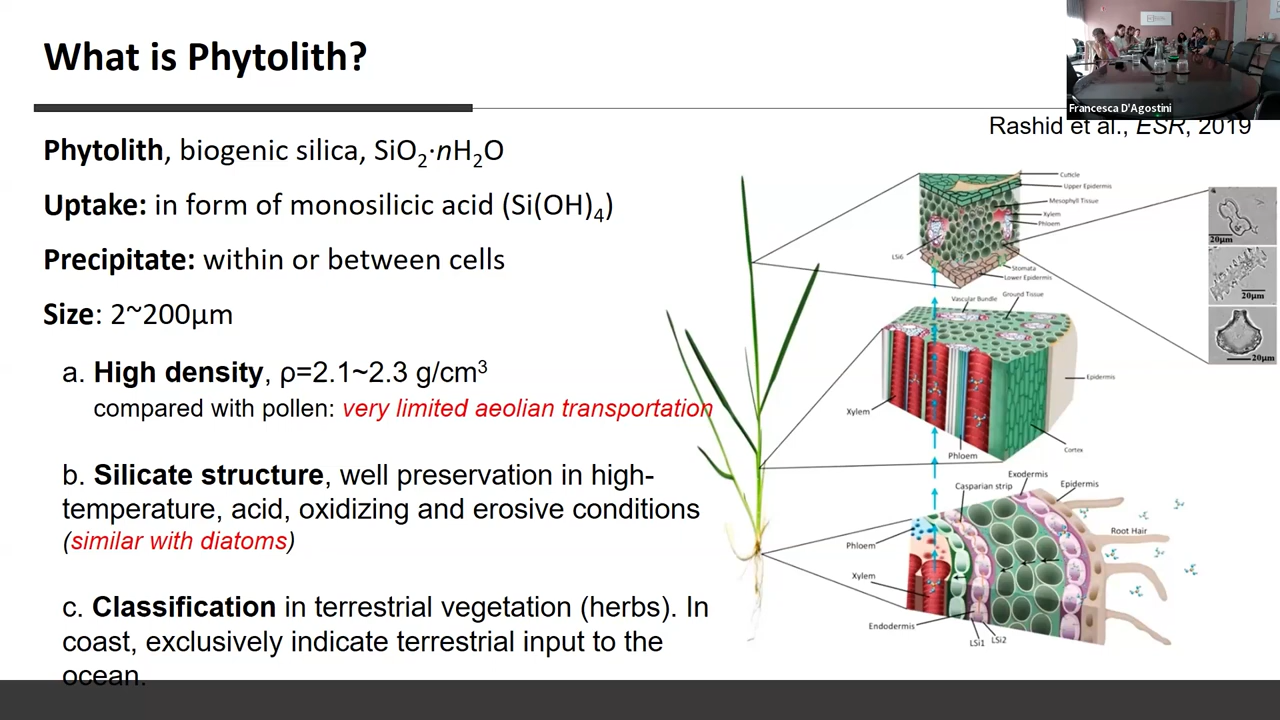 What is Phytolith?
Francesca D'Agostini
Rashid et al., ESR, 2019
Phytolith, biogenic silica, SiO₂·nH₂O
Uptake: in form of monosilicic acid (Si(OH)₄)
Precipitate: within or between cells
Size: 2~200μm
a. High density, ρ=2.1~2.3 g/cm³
compared with pollen: very limited aeolian transportation
b. Silicate structure, well preservation in high-
temperature, acid, oxidizing and erosive conditions
(similar with diatoms)
c. Classification in terrestrial vegetation (herbs). In
coast, exclusively indicate terrestrial input to the
ocean.
Cuticle
Upper Epidermis
Mesophyll Tissue
Xylem
Phloem
LSi6
Stomata
Lower Epidermis
Vascular Bundle
Ground Tissue
Epidermis
Xylem
Phloem
Cortex
Casparian strip
Exodermis
Epidermis
Root Hair
Phloem
Xylem
Endodermis
LSi1
LSi2
20μm
20μm
20μm